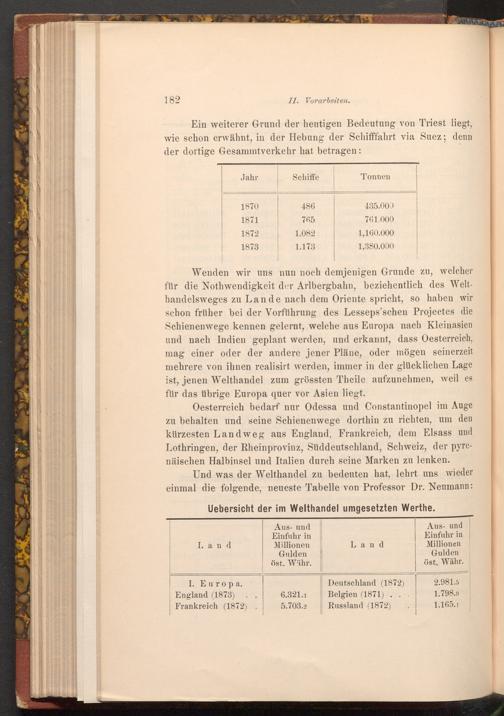 182
II. Vorarbeiten.
Ein weiterer Grund der heutigen Bedeutung von Triest liegt,
wie schon erwähnt, in der Hebung der Schifffahrt via Suez; denn
der dortige Gesammtverkehr hat betragen:
Jahr Schiffe Tonnen
1870 486 435.000
1871 765 761.000
1872 1.082 1,160.000
1873 1.173 1,380.000
Wenden wir uns nun noch demjenigen Grunde zu, welcher
für die Nothwendigkeit der Arlbergbahn, beziehentlich des Welt-
handelsweges zu Lande nach dem Oriente spricht, so haben wir
schon früher bei der Vorführung des Lesseps'schen Projectes die
Schienenwege kennen gelernt, welche aus Europa nach Kleinasien
und nach Indien geplant werden, und erkannt, dass Oesterreich,
mag einer oder der andere jener Pläne, oder mögen seinerzeit
mehrere von ihnen realisirt werden, immer in der glücklichen Lage
ist, jenen Welthandel zum grössten Theile aufzunehmen, weil es
für das übrige Europa quer vor Asien liegt.
Oesterreich bedarf nur Odessa und Constantinopel im Auge
zu behalten und seine Schienenwege dorthin zu richten, um den
kürzesten Landweg aus England, Frankreich, dem Elsass und
Lothringen, der Rheinprovinz, Süddeutschland, Schweiz, der pyre-
näischen Halbinsel und Italien durch seine Marken zu lenken.
Und was der Welthandel zu bedeuten hat, lehrt uns wieder
einmal die folgende, neueste Tabelle von Professor Dr. Neumann:
Uebersicht der im Welthandel umgesetzten Werthe.
Land
Aus- und
Einfuhr in
Millionen
Gulden
öst. Währ.
Land
Aus- und
Einfuhr in
Millionen
Gulden
öst. Währ.
I. Europa. Deutschland (1872) 2.981.5
England (1873) . . 6.321.1 Belgien (1871) . . 1.798.9
Frankreich (1872) . 5.703.2 Russland (1872) . 1.165.1